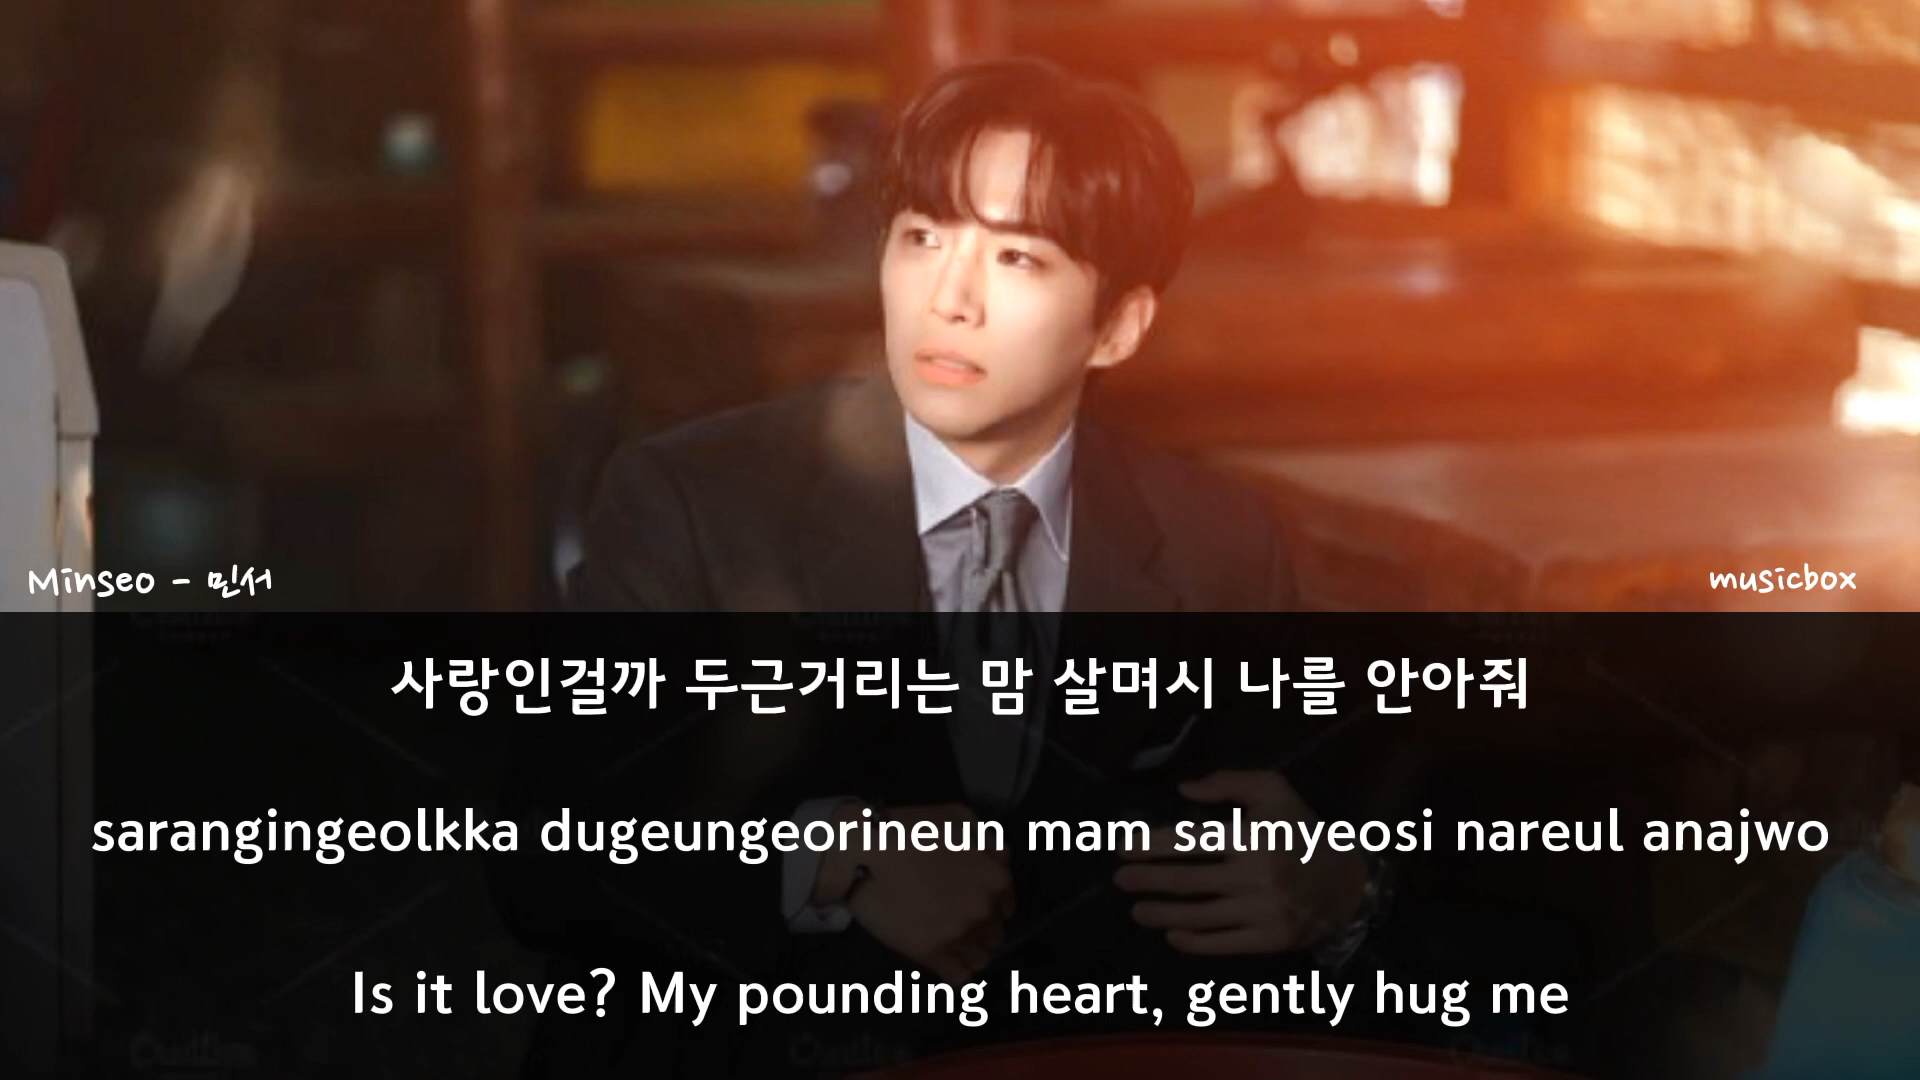 Minseo - 민서
musicbox
사랑인걸까 두근거리는 맘 살며시 나를 안아줘
sarangingeolkka dugeungeorineun mam salmyeosi nareul anajwo
Is it love? My pounding heart, gently hug me